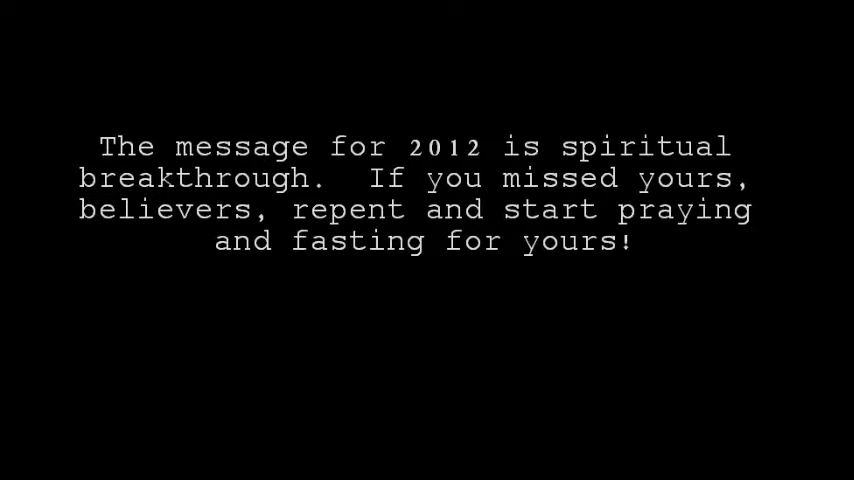 The message for 2012 is spiritual
breakthrough.  If you missed yours,
believers, repent and start praying
and fasting for yours!